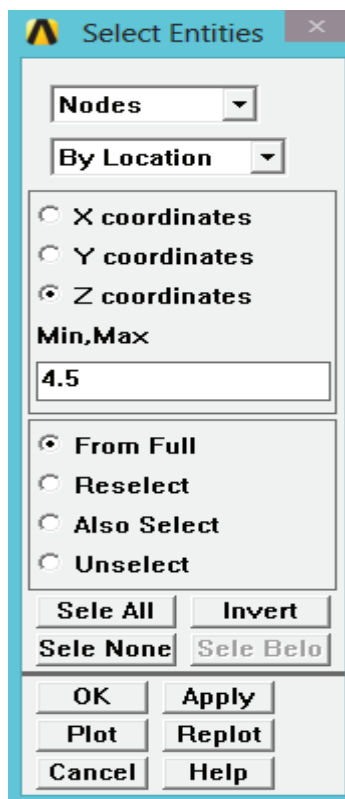 Select Entities
Nodes
By Location
X coordinates
Y coordinates
Z coordinates
Min,Max
4.5
From Full
Reselect
Also Select
Unselect
Sele All Invert
Sele None Sele Belo
OK Apply
Plot Replot
Cancel Help